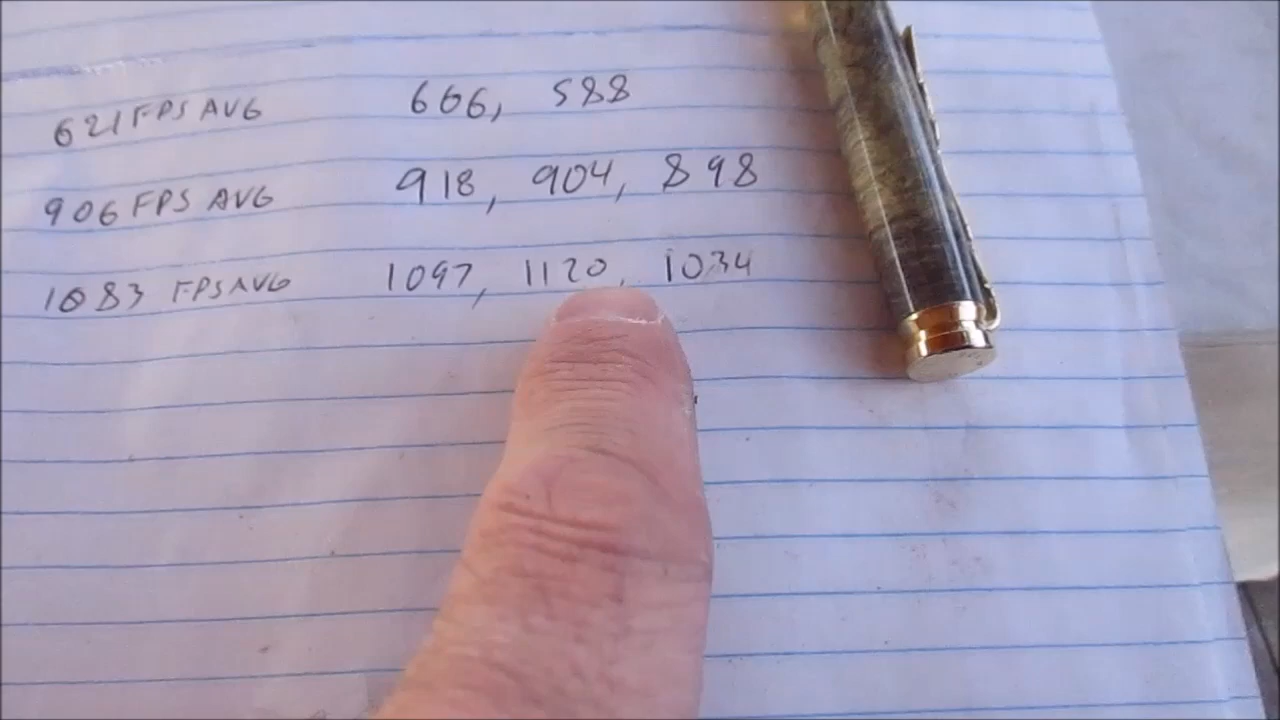 621 FPS AVG 666, 588
906 FPS AVG 918, 904, 898
1083 FPS AVG 1097, 1120, 1034